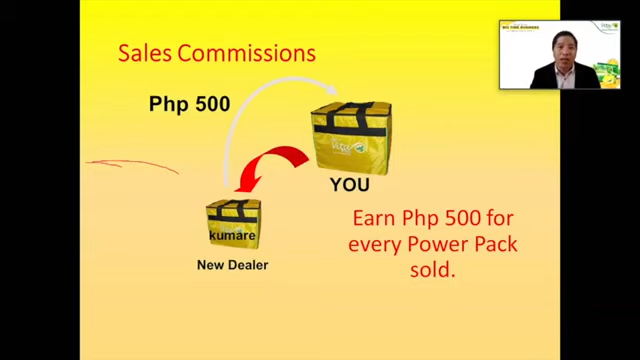 Sales Commissions
Php 500
YOU
kumare
New Dealer
Earn Php 500 for
every Power Pack
sold.